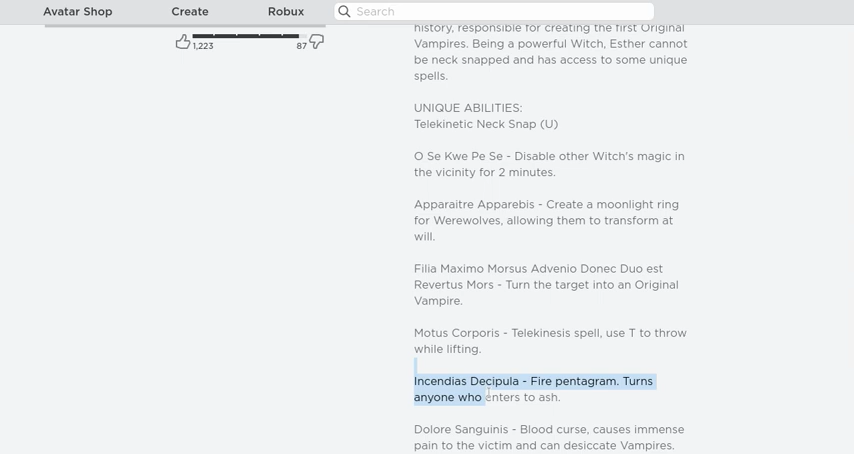 Avatar Shop Create Robux Search
history, responsible for creating the first Original
1,223 87
Vampires. Being a powerful Witch, Esther cannot
be neck snapped and has access to some unique
spells.
UNIQUE ABILITIES:
Telekinetic Neck Snap (U)
O Se Kwe Pe Se - Disable other Witch's magic in
the vicinity for 2 minutes.
Apparaitre Apparebis - Create a moonlight ring
for Werewolves, allowing them to transform at
will.
Filia Maximo Morsus Advenio Donec Duo est
Revertus Mors - Turn the target into an Original
Vampire.
Motus Corporis - Telekinesis spell, use T to throw
while lifting.
Incendias Decipula - Fire pentagram. Turns
anyone who enters to ash.
Dolore Sanguinis - Blood curse, causes immense
pain to the victim and can desiccate Vampires.